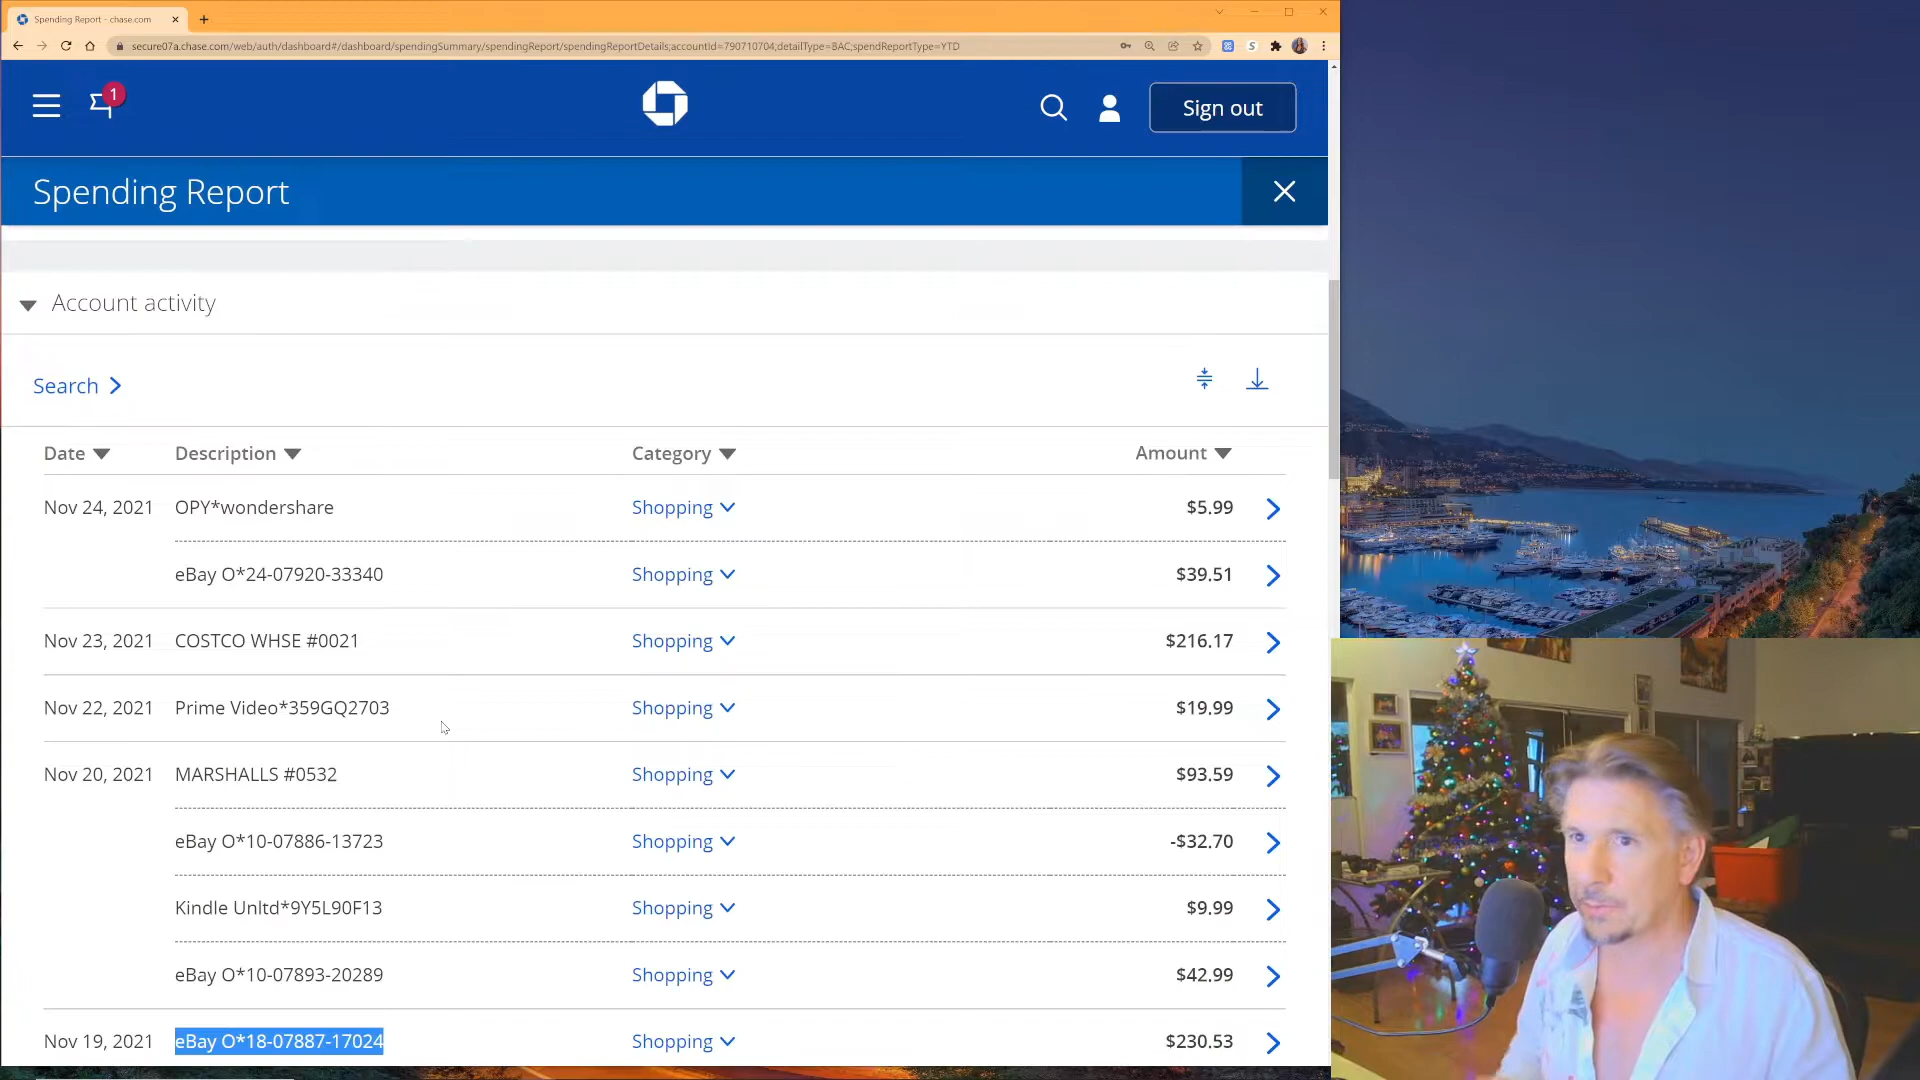 Spending Report - chase.com
secure07a.chase.com/web/auth/dashboard#/dashboard/spendingSummary/spendingReport/spendingReportDetails;accountId=790710704;detailType=BAC;spendReportType=YTD
1
Sign out
Spending Report
Account activity
Search
Date Description Category Amount
Nov 24, 2021 OPY*wondershare Shopping $5.99
eBay O*24-07920-33340 Shopping $39.51
Nov 23, 2021 COSTCO WHSE #0021 Shopping $216.17
Nov 22, 2021 Prime Video*359GQ2703 Shopping $19.99
Nov 20, 2021 MARSHALLS #0532 Shopping $93.59
eBay O*10-07886-13723 Shopping -$32.70
Kindle Unltd*9Y5L90F13 Shopping $9.99
eBay O*10-07893-20289 Shopping $42.99
Nov 19, 2021 eBay O*18-07887-17024 Shopping $230.53